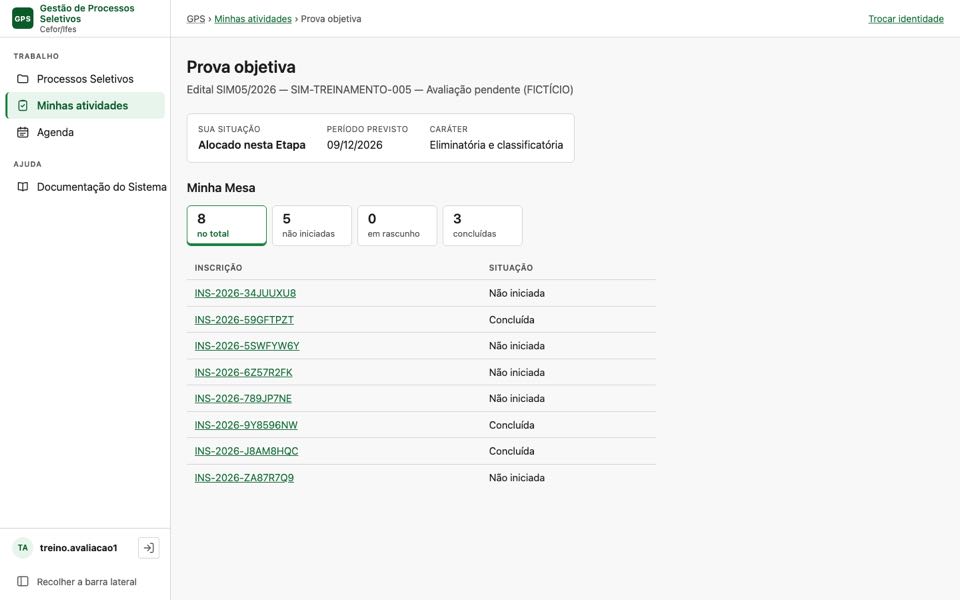 GPS
Gestão de Processos
Seletivos
Cefor/Ifes
GPS › Minhas atividades › Prova objetiva
Trocar identidade
TRABALHO
Processos Seletivos
Minhas atividades
Agenda
AJUDA
Documentação do Sistema
Prova objetiva
Edital SIM05/2026 — SIM-TREINAMENTO-005 — Avaliação pendente (FICTÍCIO)
SUA SITUAÇÃO PERÍODO PREVISTO CARÁTER
Alocado nesta Etapa 09/12/2026 Eliminatória e classificatória
Minha Mesa
8 5 0 3
no total não iniciadas em rascunho concluídas
INSCRIÇÃO SITUAÇÃO
INS-2026-34JUUXU8 Não iniciada
INS-2026-59GFTPZT Concluída
INS-2026-5SWFYW6Y Não iniciada
INS-2026-6Z57R2FK Não iniciada
INS-2026-789JP7NE Não iniciada
INS-2026-9Y8596NW Concluída
INS-2026-J8AM8HQC Concluída
INS-2026-ZA87R7Q9 Não iniciada
TA treino.avaliacao1
Recolher a barra lateral